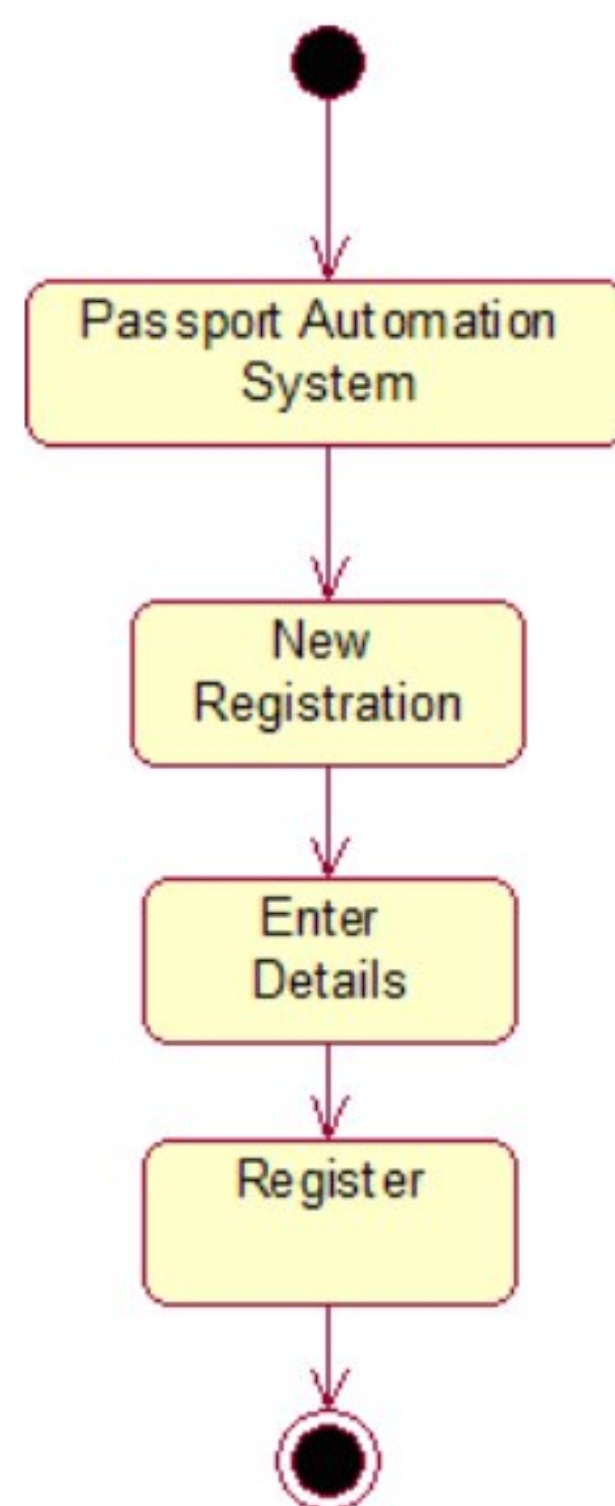 Passport Automation
System
New
Registration
Enter
Details
Register